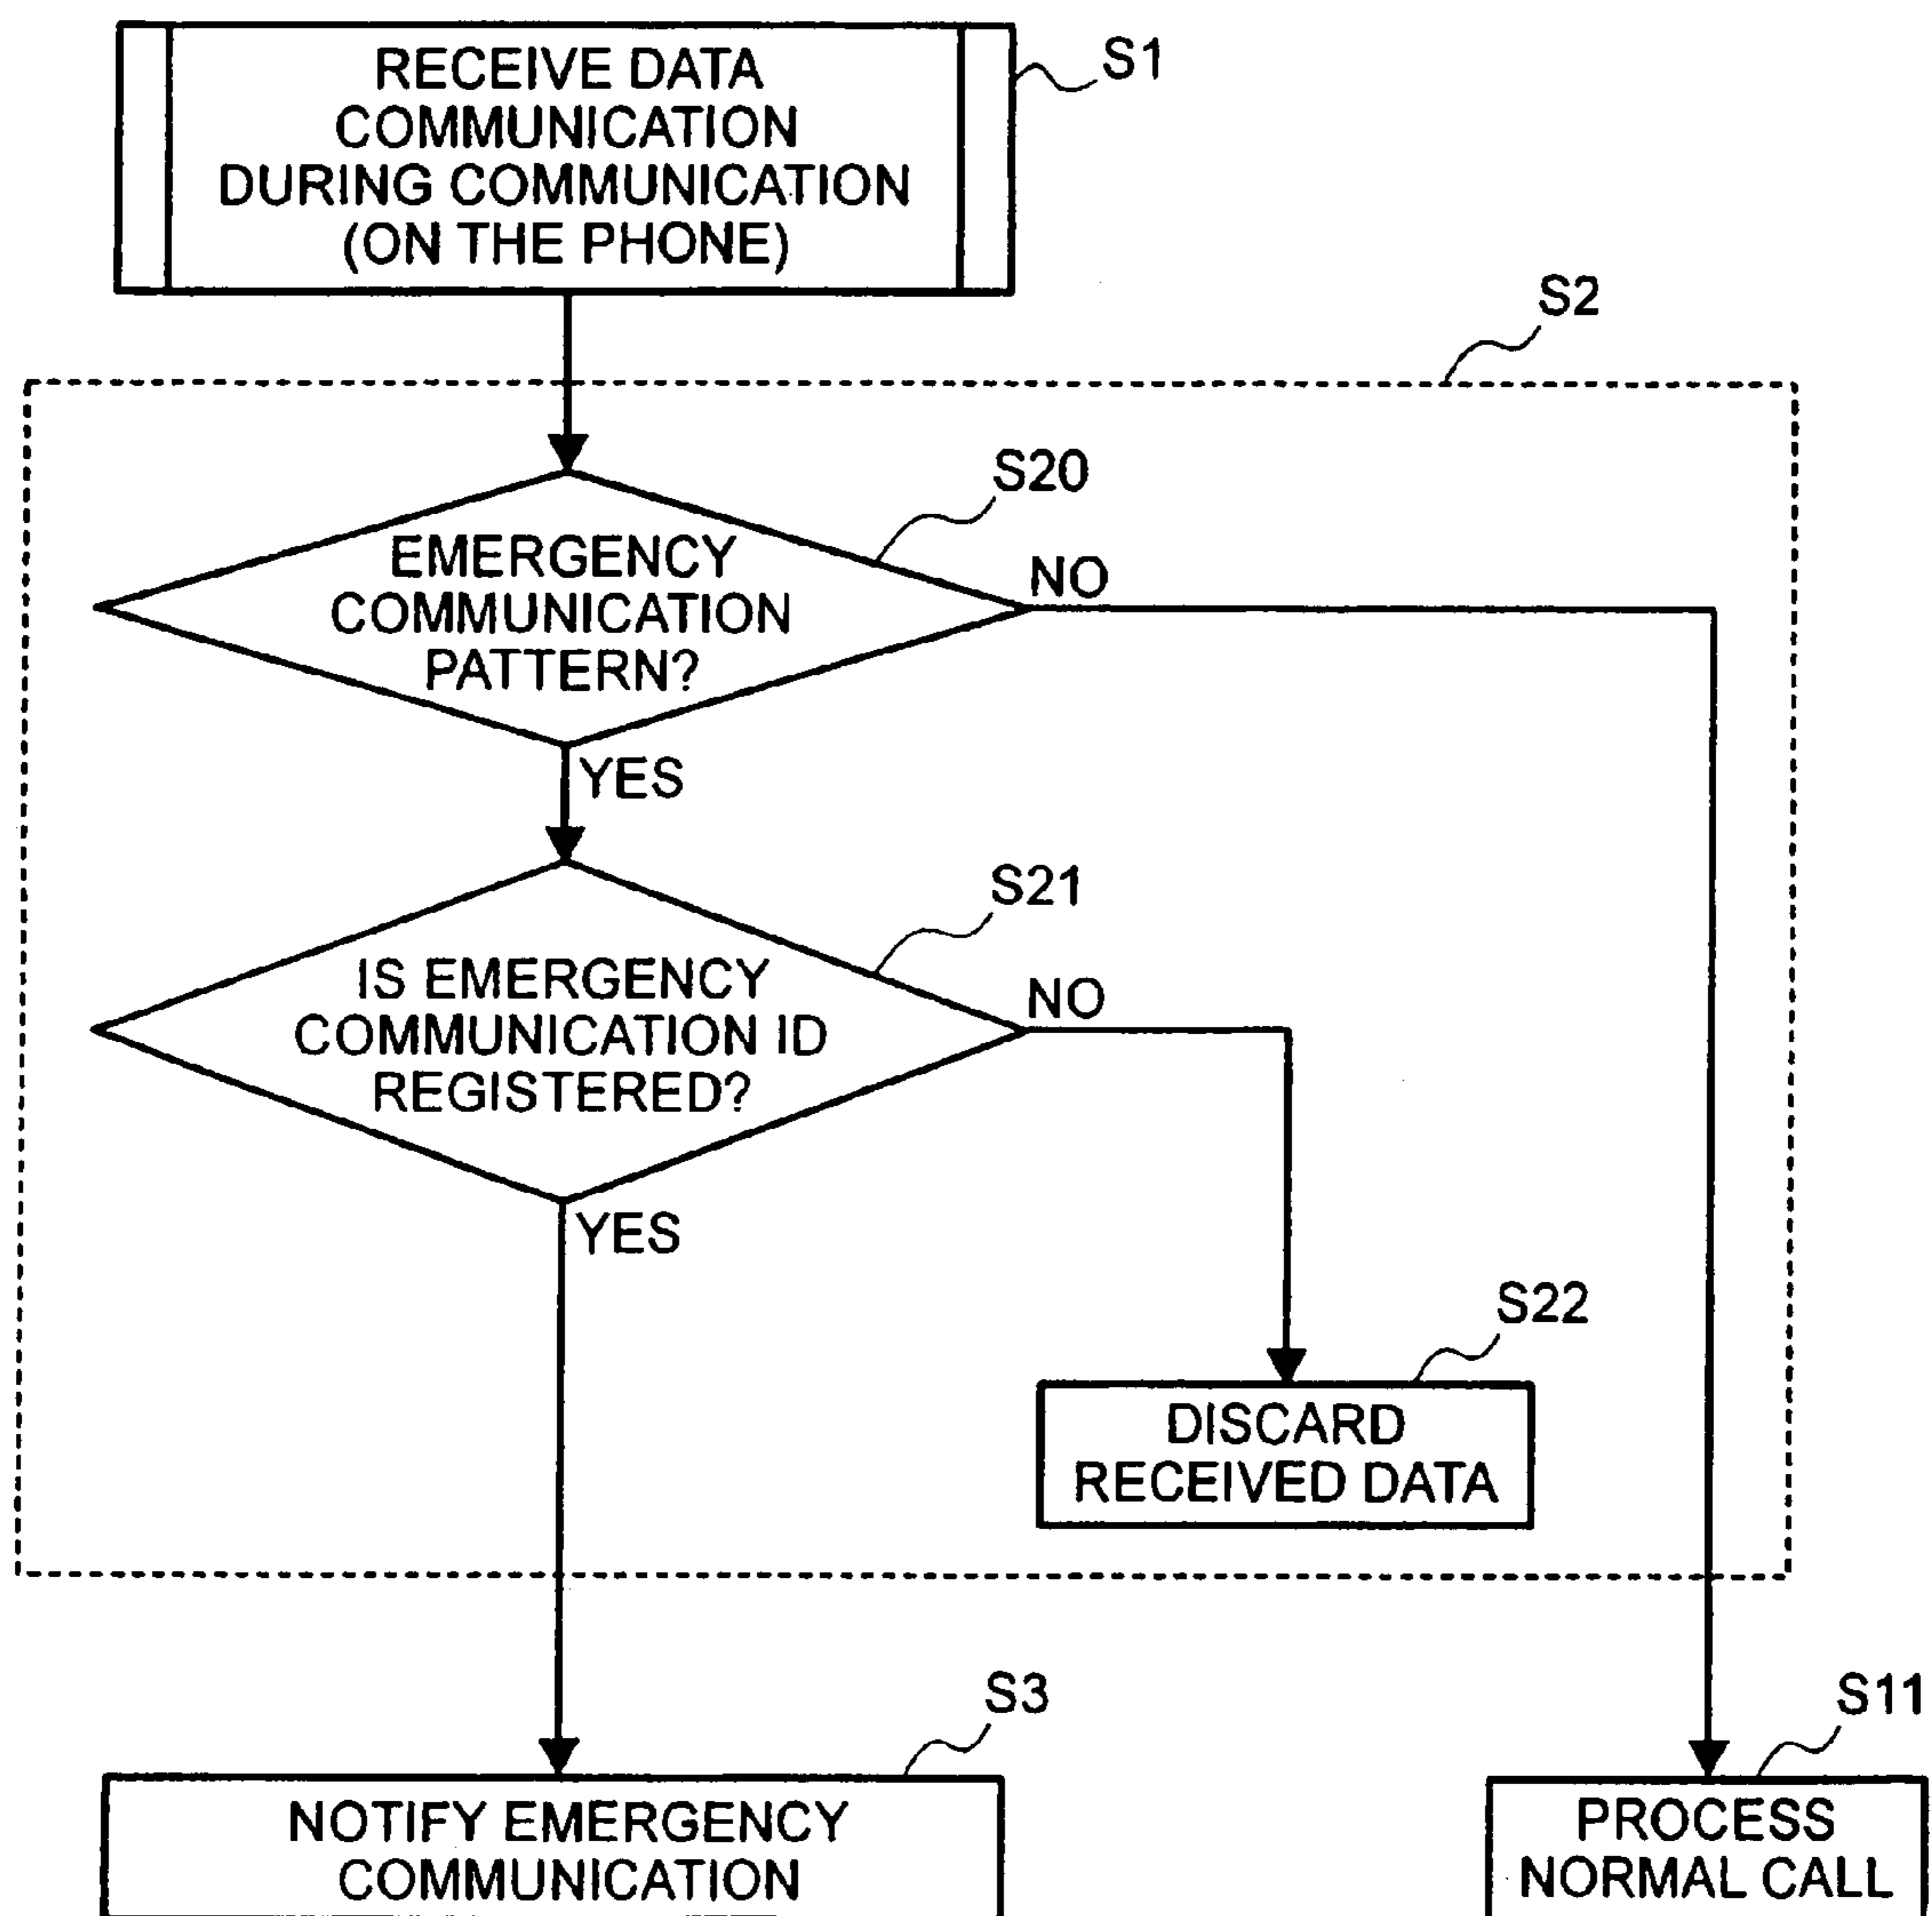 RECEIVE DATA
COMMUNICATION
DURING COMMUNICATION
(ON THE PHONE)
S1
S2
S20
EMERGENCY
COMMUNICATION
PATTERN?
NO
YES
S21
IS EMERGENCY
COMMUNICATION ID
REGISTERED?
NO
YES
S22
DISCARD
RECEIVED DATA
S3
NOTIFY EMERGENCY
COMMUNICATION
S11
PROCESS
NORMAL CALL